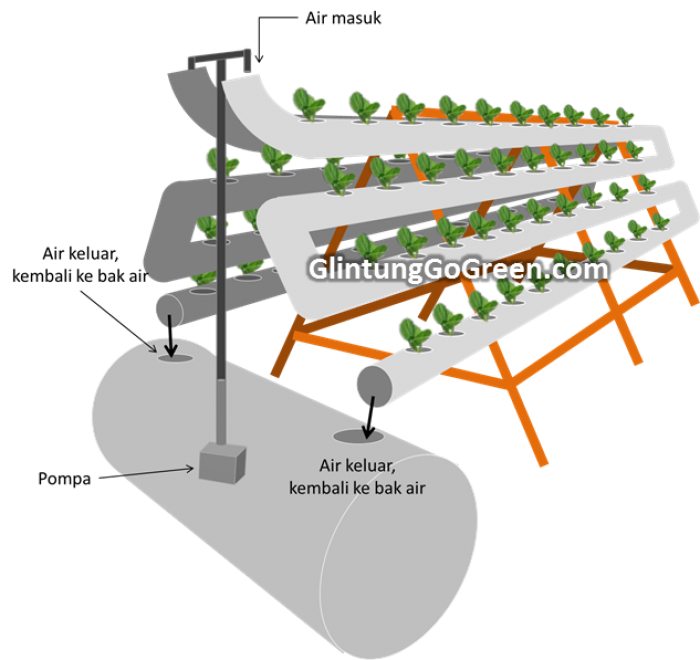 Air masuk
Air keluar,
kembali ke bak air
GlintungGoGreen.com
Air keluar,
kembali ke bak air
Pompa